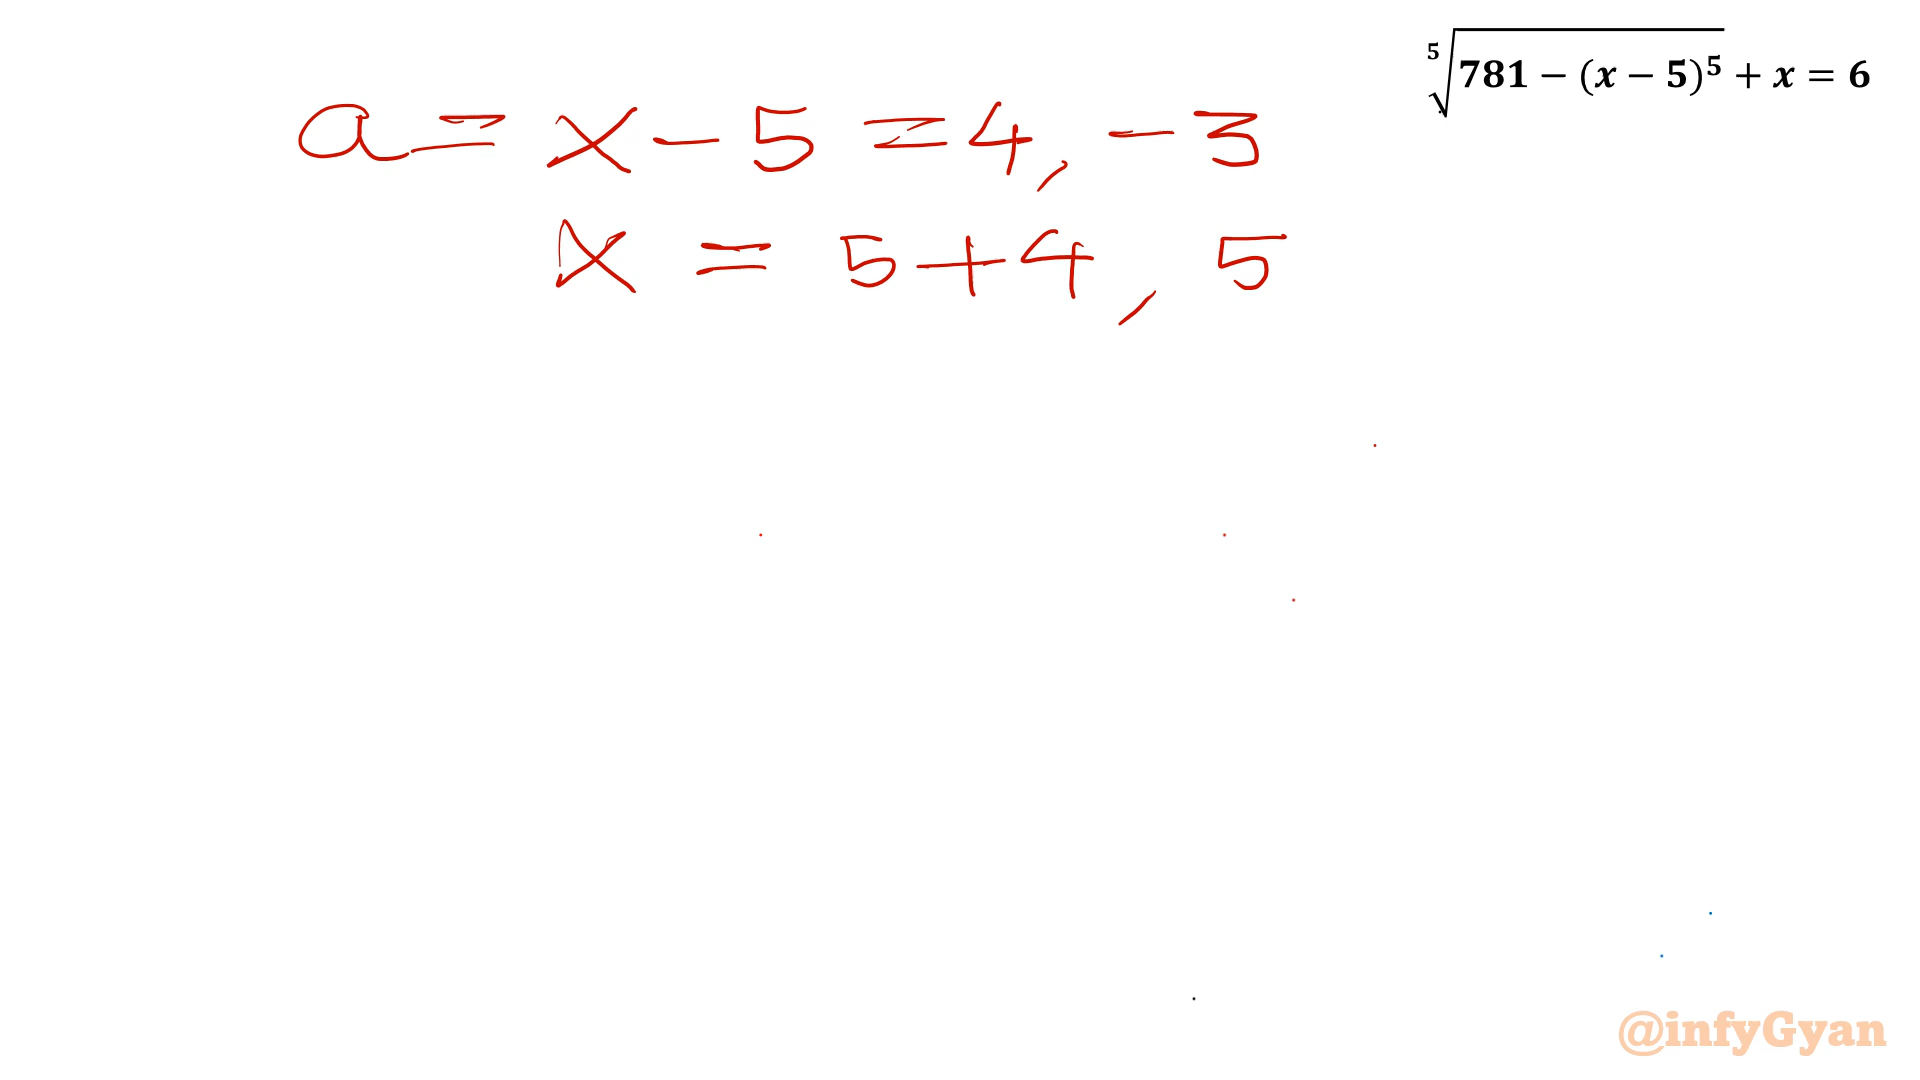 ⁵√(781 − (x − 5)⁵) + x = 6
a = x - 5 = 4, -3
x = 5 + 4, 5
@infyGyan